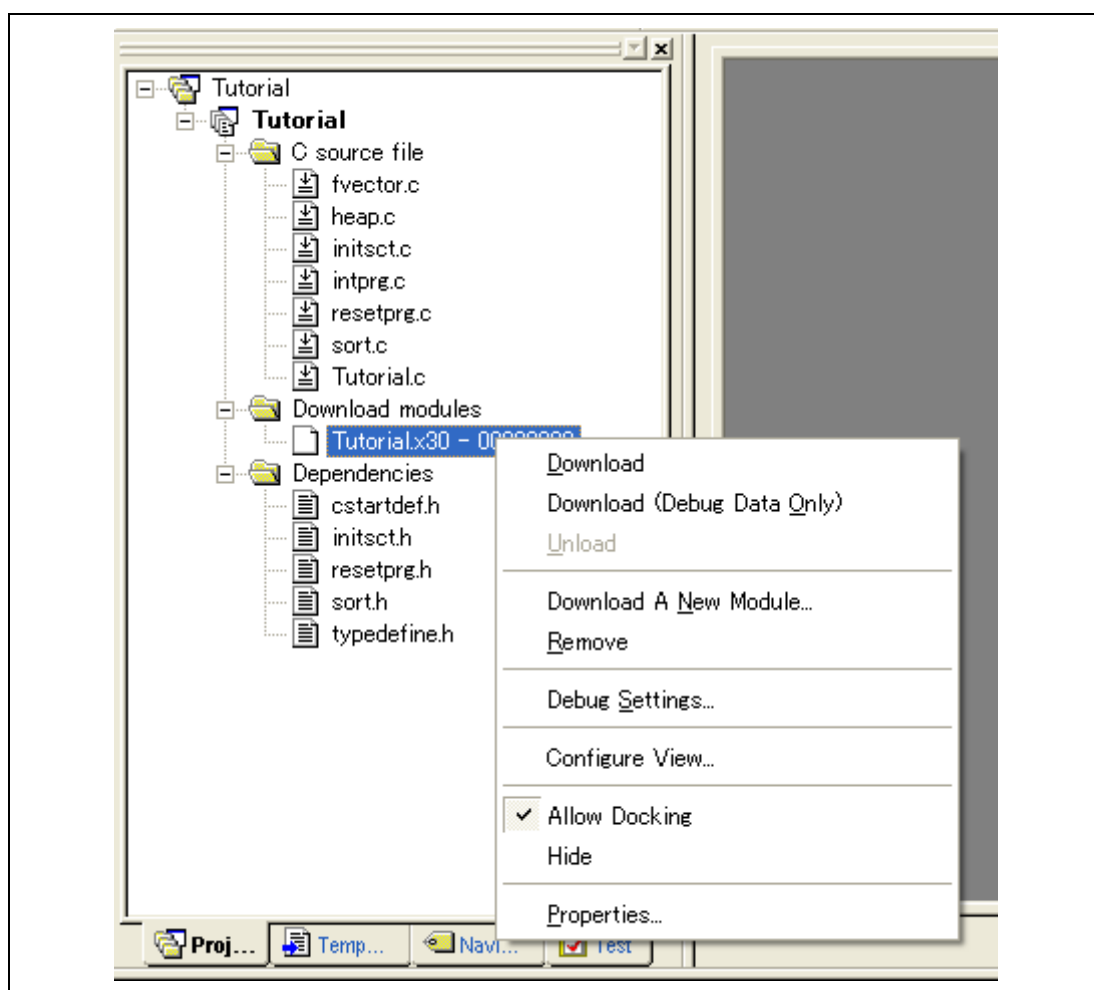 Tutorial
Tutorial
C source file
fvector.c
heap.c
initsct.c
intprg.c
resetprg.c
sort.c
Tutorial.c
Download modules
Tutorial.x30 - 00000000
Dependencies
cstartdef.h
initsct.h
resetprg.h
sort.h
typedefine.h
Download
Download (Debug Data Only)
Unload
Download A New Module...
Remove
Debug Settings...
Configure View...
Allow Docking
Hide
Properties...
Proj... Temp... Navi... Test